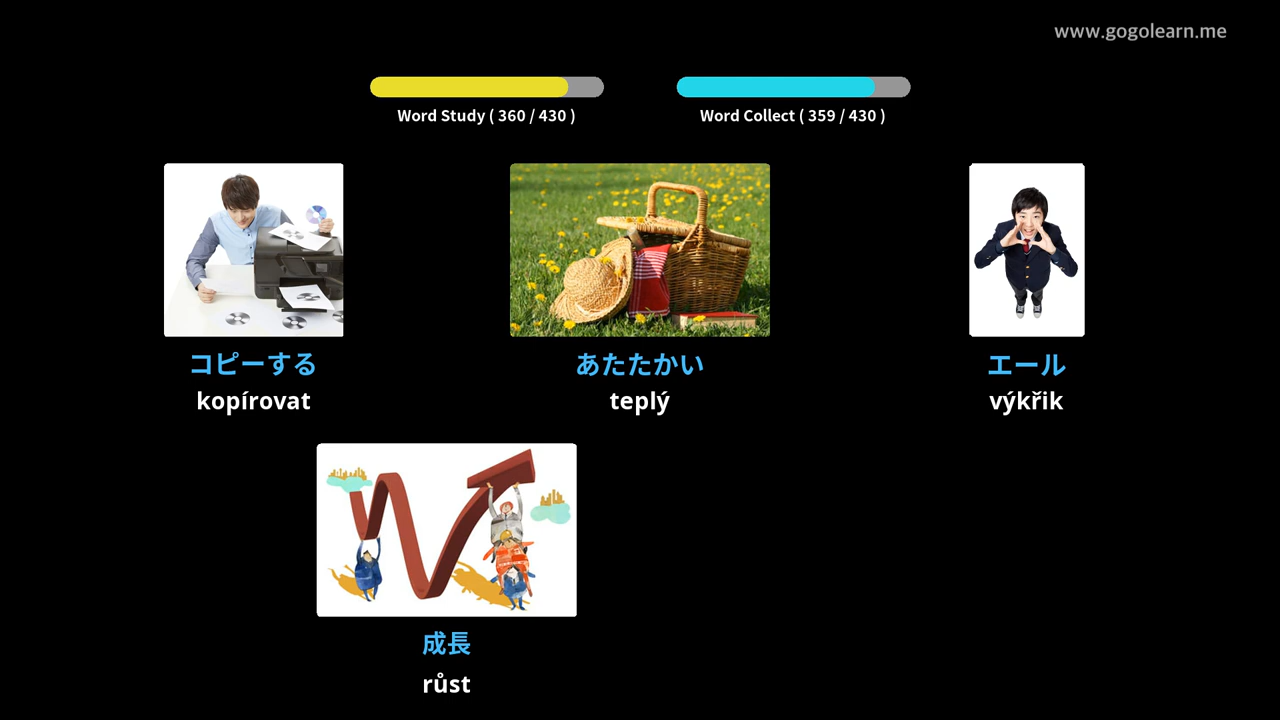 www.gogolearn.me
Word Study ( 360 / 430 )
Word Collect ( 359 / 430 )
コピーする
kopírovat
あたたかい
teplý
エール
výkřik
成長
růst